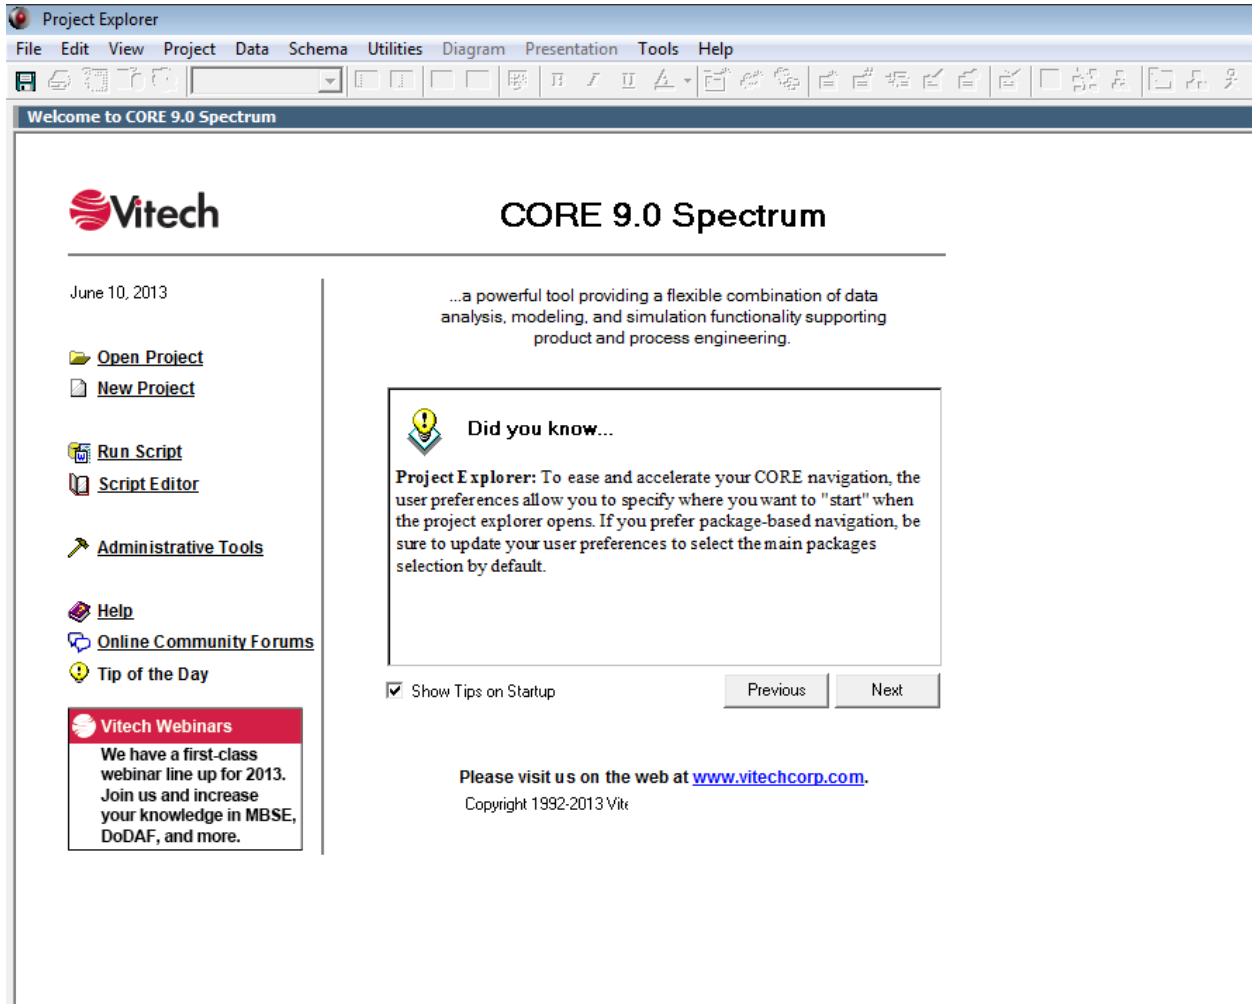 Project Explorer
File Edit View Project Data Schema Utilities Diagram Presentation Tools Help
Welcome to CORE 9.0 Spectrum
Vitech
CORE 9.0 Spectrum
June 10, 2013
Open Project
New Project
Run Script
Script Editor
Administrative Tools
Help
Online Community Forums
Tip of the Day
Vitech Webinars
We have a first-class
webinar line up for 2013.
Join us and increase
your knowledge in MBSE,
DoDAF, and more.
...a powerful tool providing a flexible combination of data
analysis, modeling, and simulation functionality supporting
product and process engineering.
Did you know...
Project Explorer: To ease and accelerate your CORE navigation, the
user preferences allow you to specify where you want to "start" when
the project explorer opens. If you prefer package-based navigation, be
sure to update your user preferences to select the main packages
selection by default.
Show Tips on Startup
Previous
Next
Please visit us on the web at www.vitechcorp.com.
Copyright 1992-2013